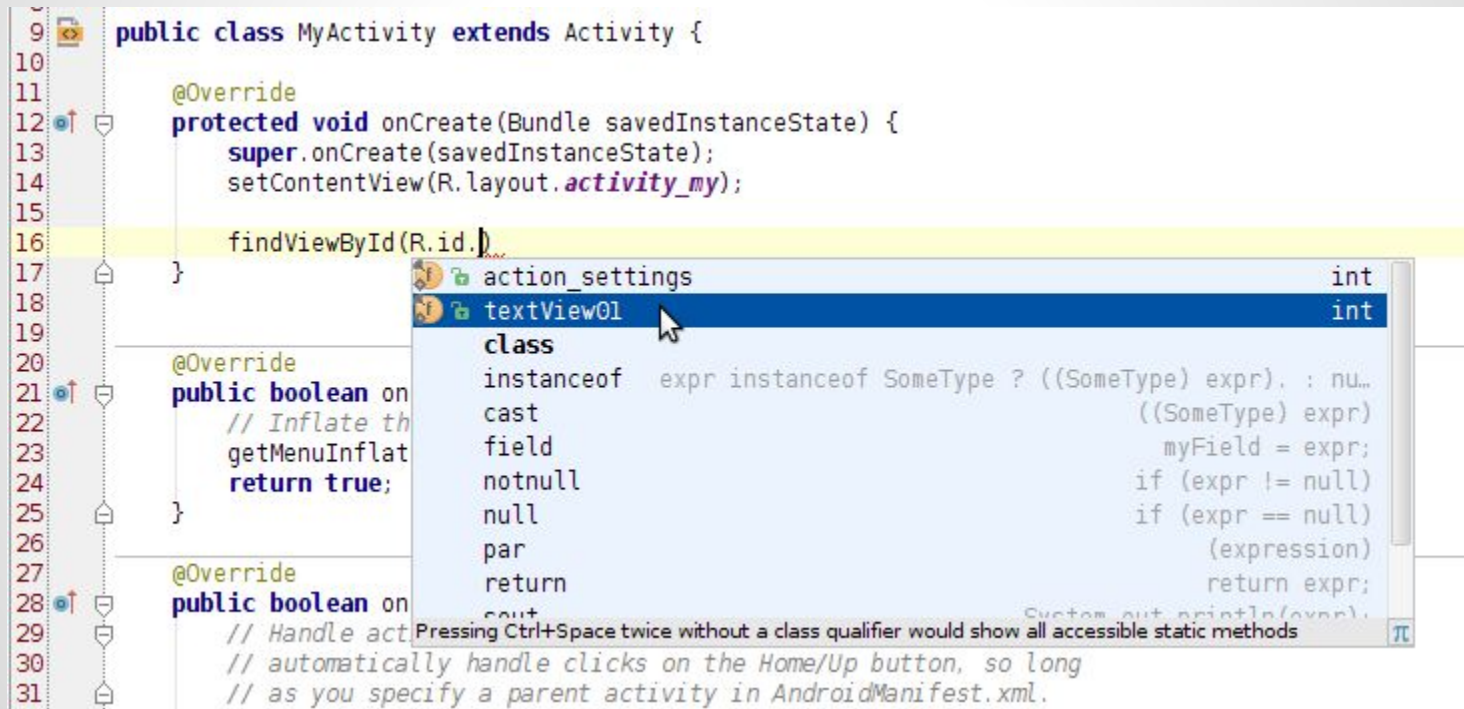 9 public class MyActivity extends Activity {
10
11 @Override
12 protected void onCreate(Bundle savedInstanceState) {
13 super.onCreate(savedInstanceState);
14 setContentView(R.layout.activity_my);
15
16 findViewById(R.id.)
17 }
action_settings int
18
textView01 int
19
class
20 @Override
instanceof expr instanceof SomeType ? ((SomeType) expr). : nu…
21 public boolean on
cast ((SomeType) expr)
22 // Inflate th
field myField = expr;
23 getMenuInflat
notnull if (expr != null)
24 return true;
null if (expr == null)
25 }
par (expression)
26
27 @Override
return return expr;
28 public boolean on
sout System.out.println(expr);
29 // Handle act
Pressing Ctrl+Space twice without a class qualifier would show all accessible static methods π
30 // automatically handle clicks on the Home/Up button, so long
31 // as you specify a parent activity in AndroidManifest.xml.